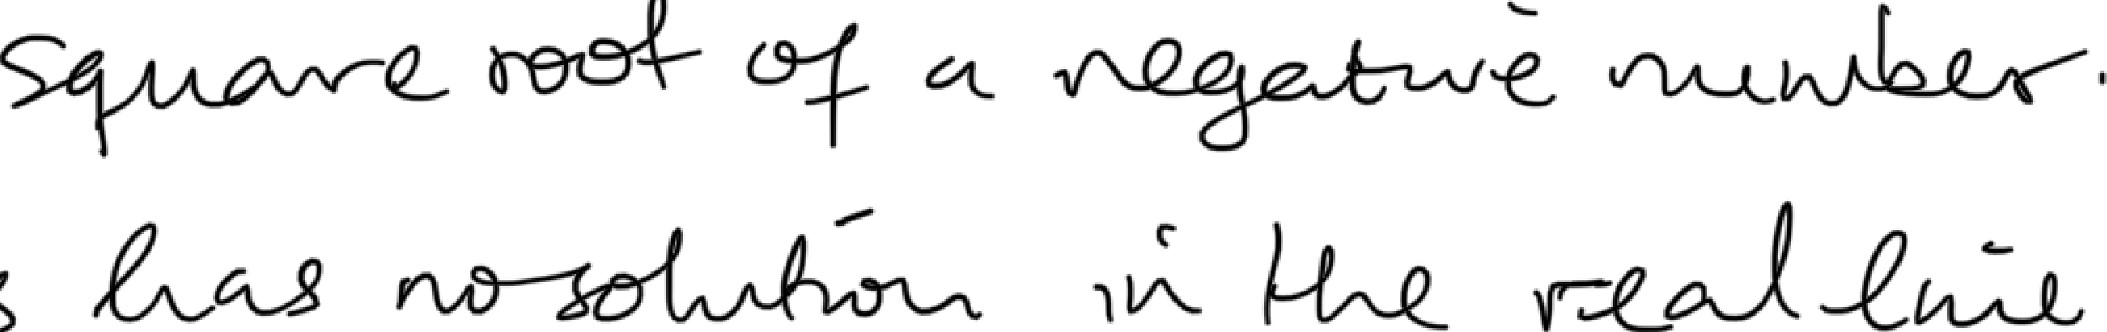 square root of a negative number.
has no solution in the real line